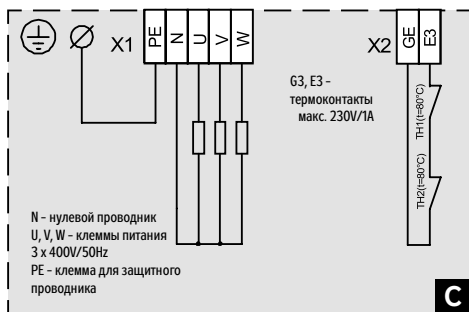 X1
PE
N
U
V
W
X2
GE
E3
G3, E3 –
термоконтакты
макс. 230V/1A
TH1(t=80°C)
TH2(t=80°C)
N – нулевой проводник
U, V, W – клеммы питания
3 x 400V/50Hz
PE – клемма для защитного
проводника
C